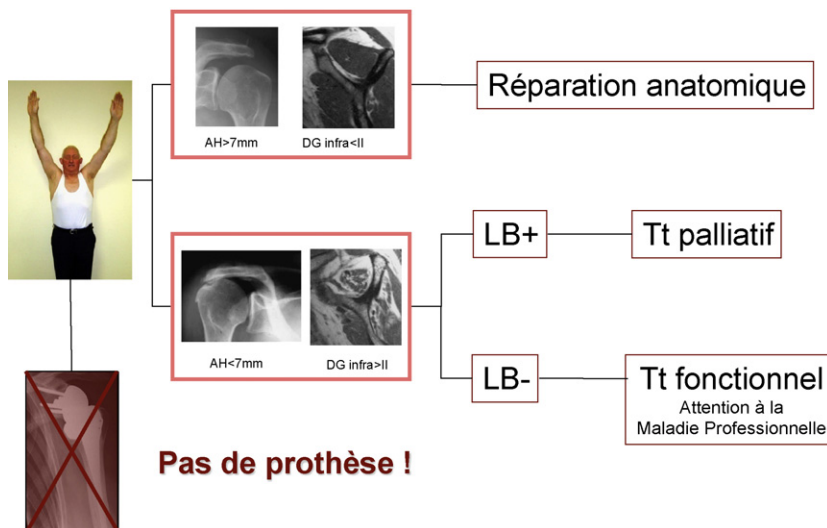 AH>7mm
DG infra<II
Réparation anatomique
LB+
Tt palliatif
AH<7mm
DG infra>II
LB-
Tt fonctionnel
Attention à la
Maladie Professionnelle
Pas de prothèse !